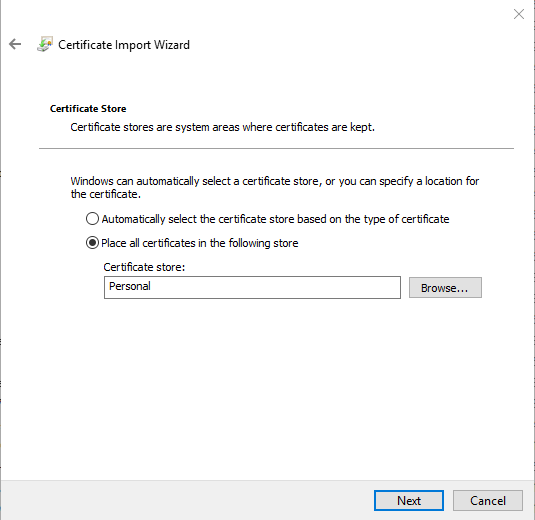 Certificate Import Wizard
Certificate Store
Certificate stores are system areas where certificates are kept.
Windows can automatically select a certificate store, or you can specify a location for
the certificate.
Automatically select the certificate store based on the type of certificate
Place all certificates in the following store
Certificate store:
Personal
Browse...
Next
Cancel